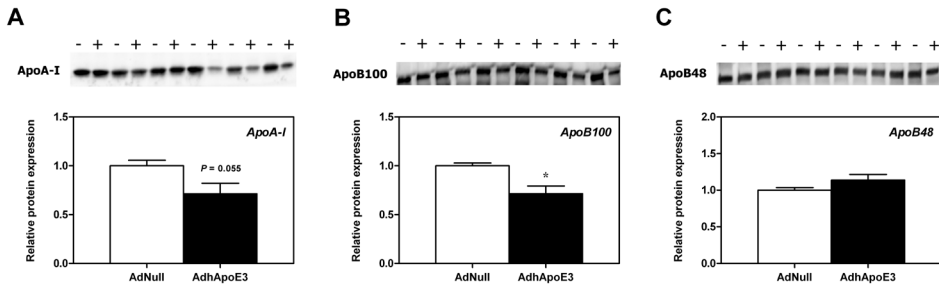 A
- + - + - + - + - + - +
ApoA-I
ApoA-I
Relative protein expression
1.5
1.0
0.5
0.0
P = 0.055
AdNull AdhApoE3
B
- + - + - + - + - + - +
ApoB100
ApoB100
Relative protein expression
1.5
1.0
0.5
0.0
*
AdNull AdhApoE3
C
- + - + - + - + - + - +
ApoB48
ApoB48
Relative protein expression
2.0
1.5
1.0
0.5
0.0
AdNull AdhApoE3